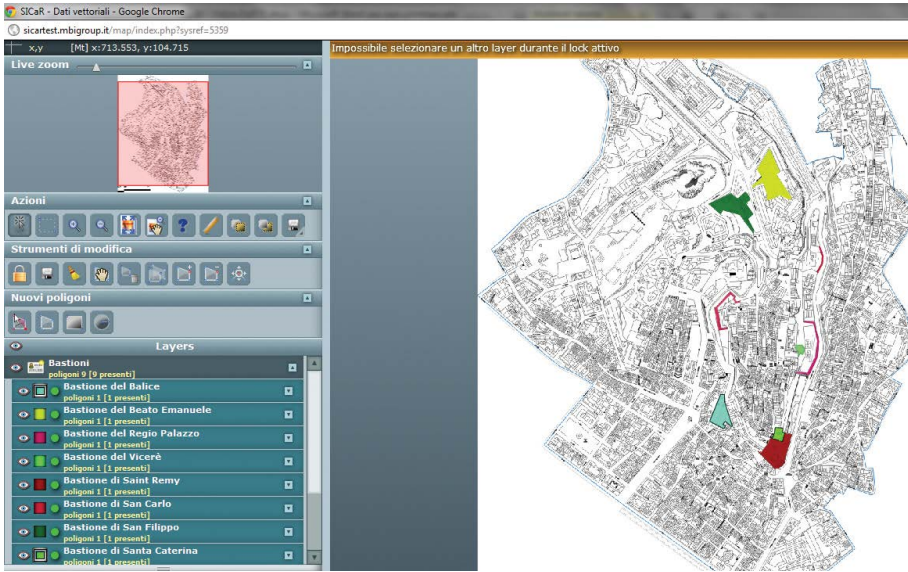 SICaR - Dati vettoriali - Google Chrome
sicartest.mbigroup.it/map/index.php?sysref=5359
x,y [Mt] x:713.553, y:104.715
Impossibile selezionare un altro layer durante il lock attivo
Live zoom
Azioni
Strumenti di modifica
Nuovi poligoni
Layers
Bastioni
poligoni 9 [9 presenti]
Bastione del Balice
poligoni 1 [1 presenti]
Bastione del Beato Emanuele
poligoni 1 [1 presenti]
Bastione del Regio Palazzo
poligoni 1 [1 presenti]
Bastione del Vicerè
poligoni 1 [1 presenti]
Bastione di Saint Remy
poligoni 1 [1 presenti]
Bastione di San Carlo
poligoni 1 [1 presenti]
Bastione di San Filippo
poligoni 1 [1 presenti]
Bastione di Santa Caterina
poligoni 1 [1 presenti]